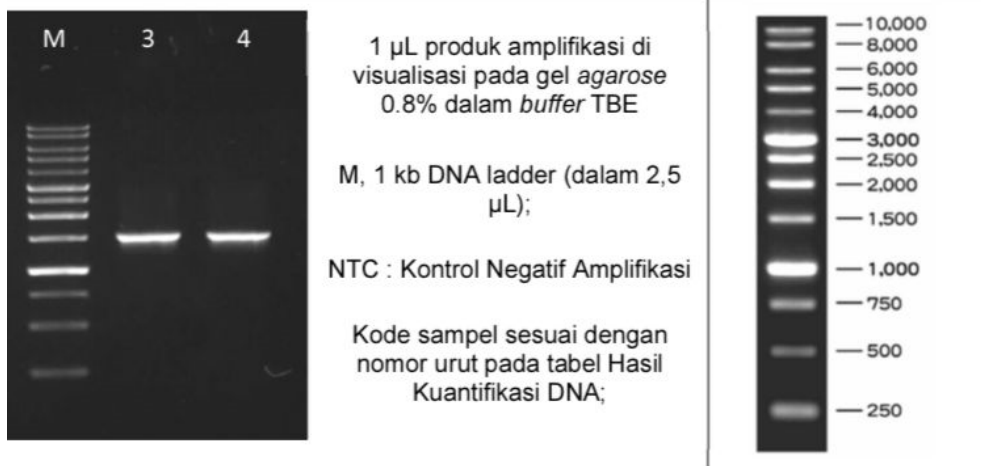 M 3 4
1 µL produk amplifikasi di
visualisasi pada gel agarose
0.8% dalam buffer TBE
M, 1 kb DNA ladder (dalam 2,5
µL);
NTC : Kontrol Negatif Amplifikasi
Kode sampel sesuai dengan
nomor urut pada tabel Hasil
Kuantifikasi DNA;
10,000
8,000
6,000
5,000
4,000
3,000
2,500
2,000
1,500
1,000
750
500
250